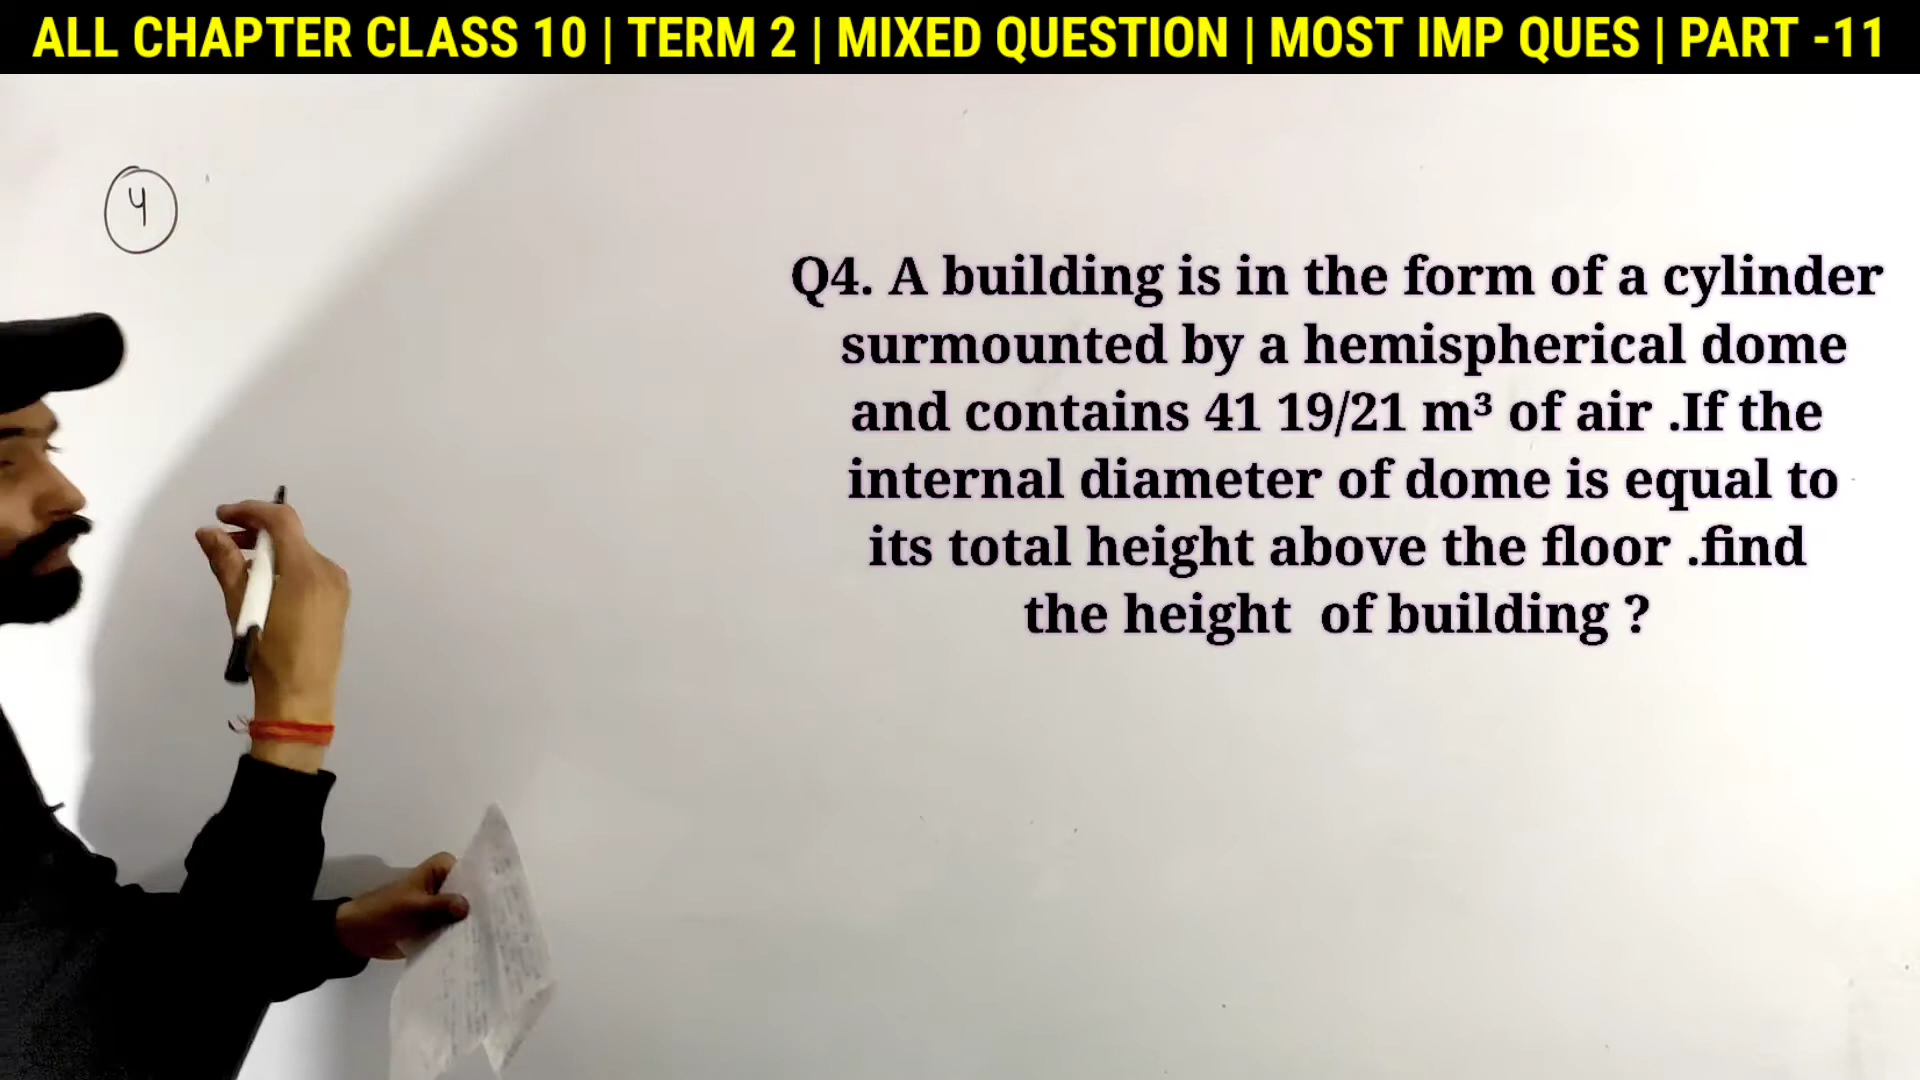 ALL CHAPTER CLASS 10 | TERM 2 | MIXED QUESTION | MOST IMP QUES | PART -11
4
Q4. A building is in the form of a cylinder
surmounted by a hemispherical dome
and contains 41 19/21 m³ of air .If the
internal diameter of dome is equal to
its total height above the floor .find
the height of building ?